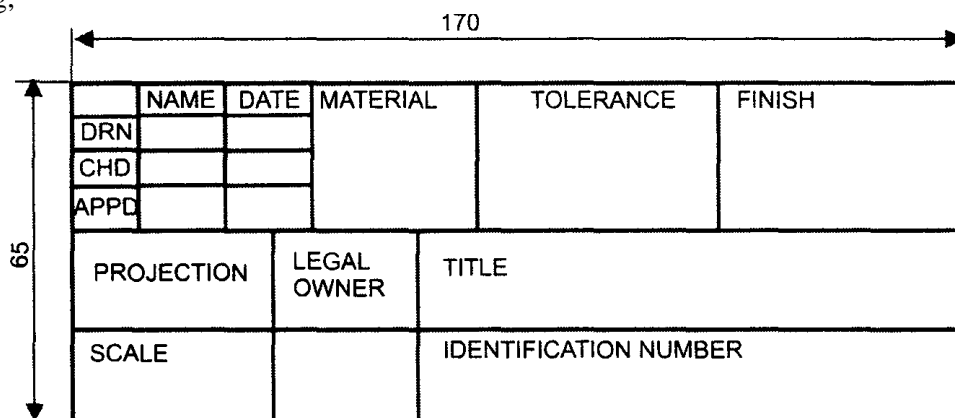 170
NAME DATE MATERIAL TOLERANCE FINISH
DRN
CHD
APPD
65
PROJECTION
LEGAL
OWNER
TITLE
SCALE
IDENTIFICATION NUMBER